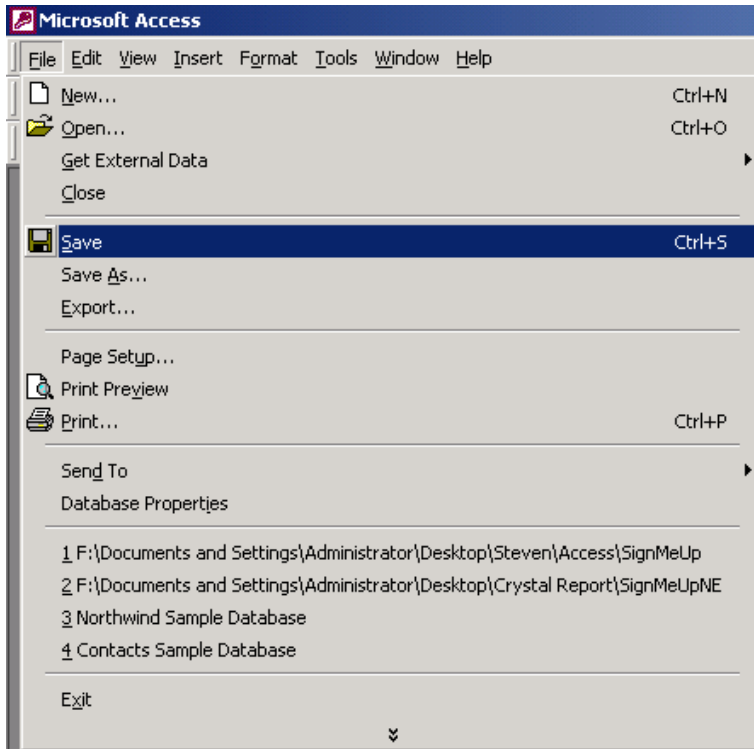 Microsoft Access
File Edit View Insert Format Tools Window Help
New... Ctrl+N
Open... Ctrl+O
Get External Data
Close
Save Ctrl+S
Save As...
Export...
Page Setup...
Print Preview
Print... Ctrl+P
Send To
Database Properties
1 F:\Documents and Settings\Administrator\Desktop\Steven\Access\SignMeUp
2 F:\Documents and Settings\Administrator\Desktop\Crystal Report\SignMeUpNE
3 Northwind Sample Database
4 Contacts Sample Database
Exit